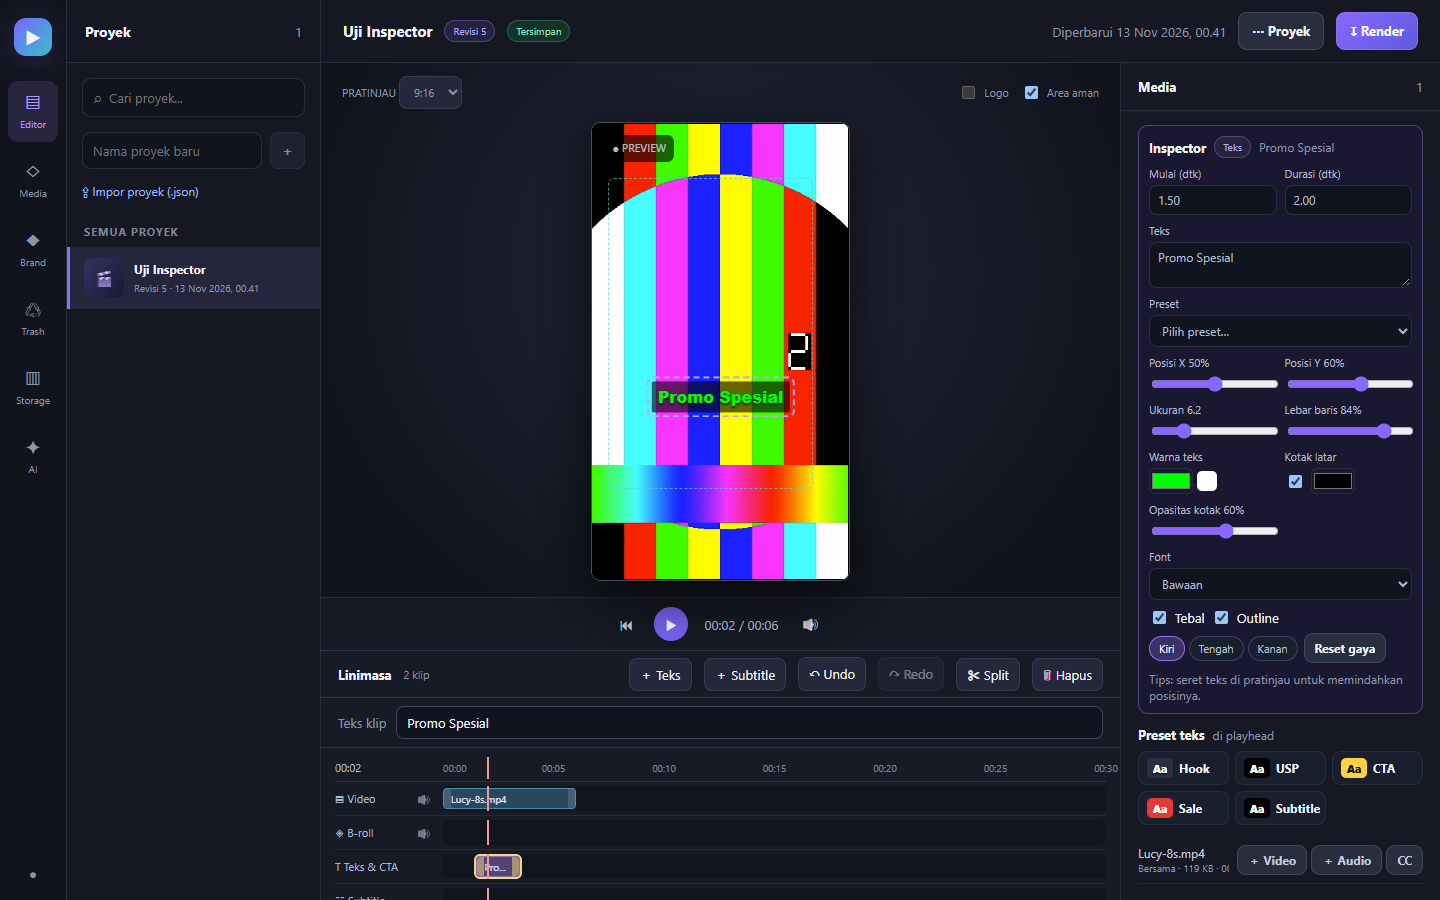 Editor
Media
Brand
Trash
Storage
AI
Proyek
1
Cari proyek...
Nama proyek baru
+
Impor proyek (.json)
SEMUA PROYEK
Uji Inspector
Revisi 5 · 13 Nov 2026, 00.41
Uji Inspector
Revisi 5
Tersimpan
Diperbarui 13 Nov 2026, 00.41
··· Proyek
Render
PRATINJAU
9:16
Logo
Area aman
PREVIEW
2
Promo Spesial
00:02 / 00:06
Linimasa
2 klip
+ Teks
+ Subtitle
Undo
Redo
Split
Hapus
Teks klip
Promo Spesial
00:02
00:00
00:05
00:10
00:15
00:20
00:25
00:30
Video
Lucy-8s.mp4
B-roll
T Teks & CTA
Pro...
Media
1
Inspector
Teks
Promo Spesial
Mulai (dtk)
Durasi (dtk)
1.50
2.00
Teks
Promo Spesial
Preset
Pilih preset...
Posisi X 50%
Posisi Y 60%
Ukuran 6.2
Lebar baris 84%
Warna teks
Kotak latar
Opasitas kotak 60%
Font
Bawaan
Tebal
Outline
Kiri
Tengah
Kanan
Reset gaya
Tips: seret teks di pratinjau untuk memindahkan
posisinya.
Preset teks di playhead
Aa Hook
Aa USP
Aa CTA
Aa Sale
Aa Subtitle
Lucy-8s.mp4
Bersama · 119 KB ·
+ Video
+ Audio
CC